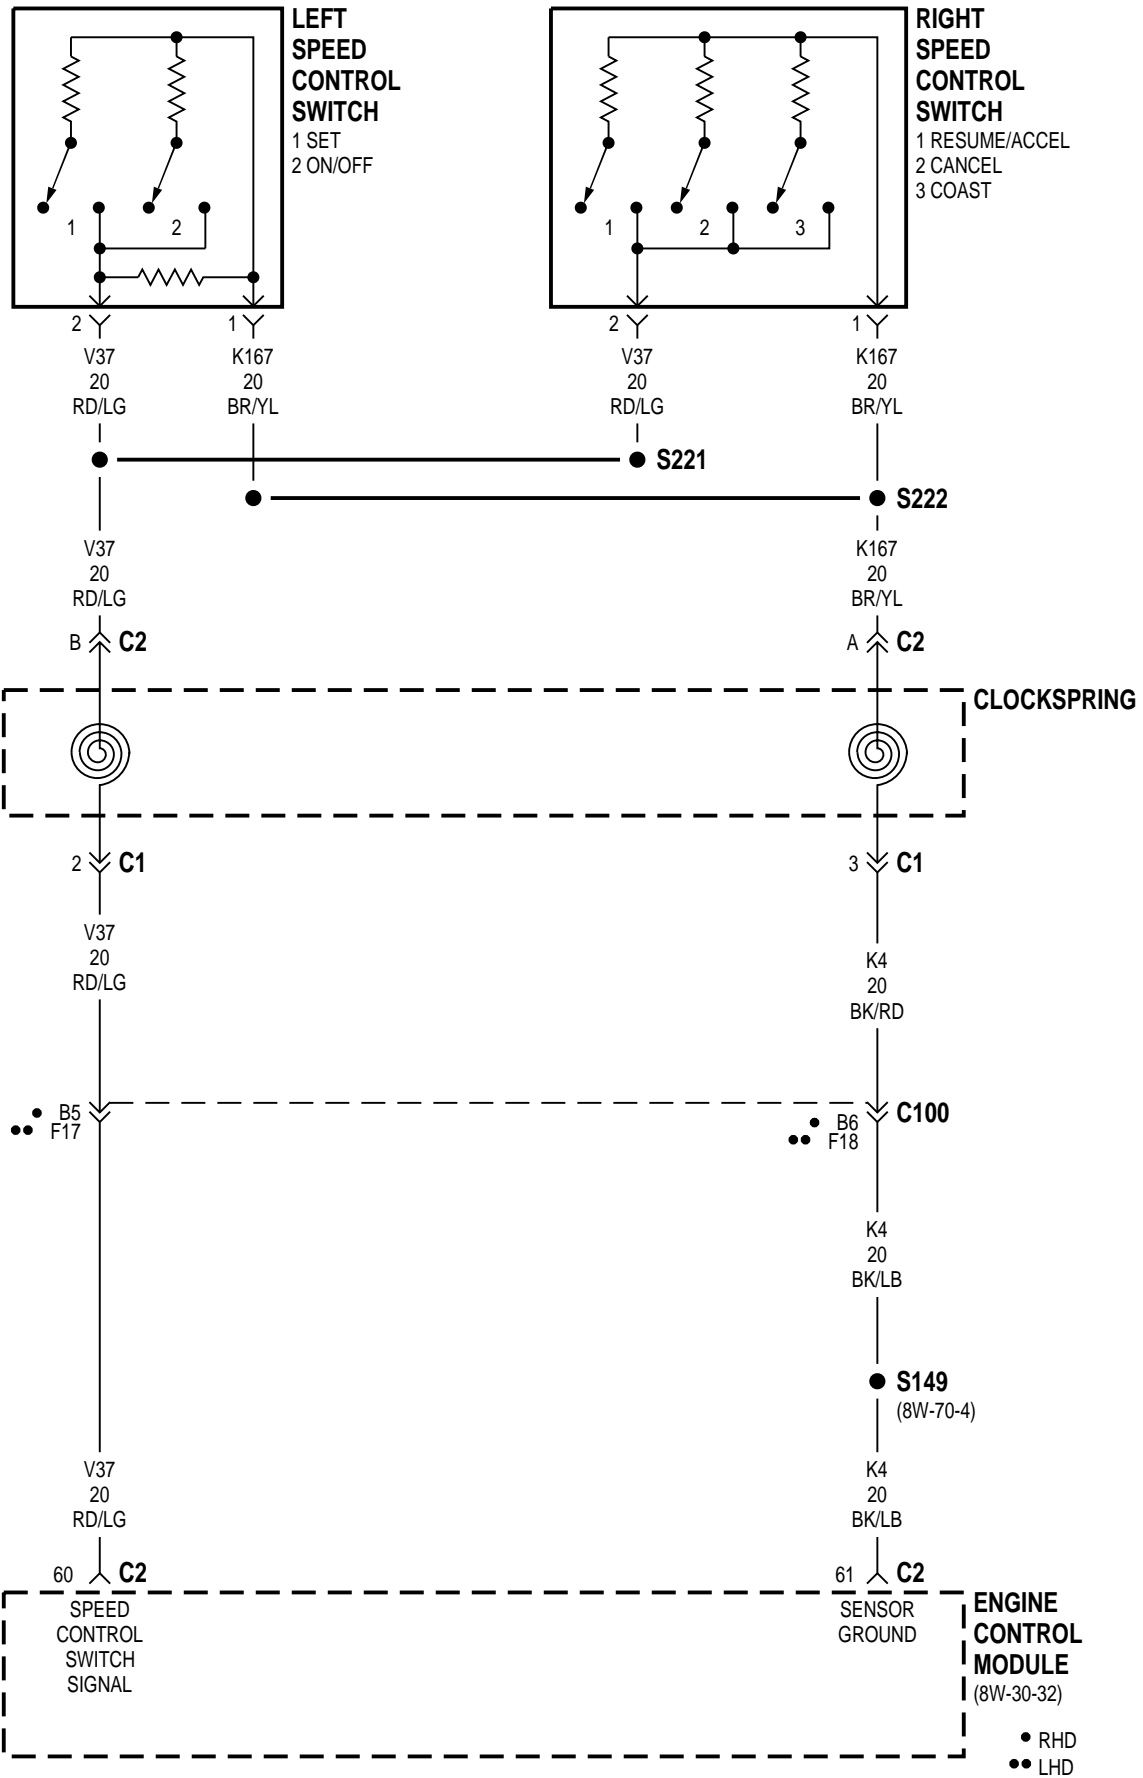 LEFT
SPEED
CONTROL
SWITCH
1 SET
2 ON/OFF
RIGHT
SPEED
CONTROL
SWITCH
1 RESUME/ACCEL
2 CANCEL
3 COAST
1
2
1
2
3
2
1
2
1
V37
20
RD/LG
K167
20
BR/YL
V37
20
RD/LG
K167
20
BR/YL
S221
S222
V37
20
RD/LG
K167
20
BR/YL
B
C2
A
C2
CLOCKSPRING
2
C1
3
C1
V37
20
RD/LG
K4
20
BK/RD
B5
F17
B6
F18
C100
K4
20
BK/LB
S149
(8W-70-4)
V37
20
RD/LG
K4
20
BK/LB
60
C2
61
C2
SPEED
CONTROL
SWITCH
SIGNAL
SENSOR
GROUND
ENGINE
CONTROL
MODULE
(8W-30-32)
RHD
LHD